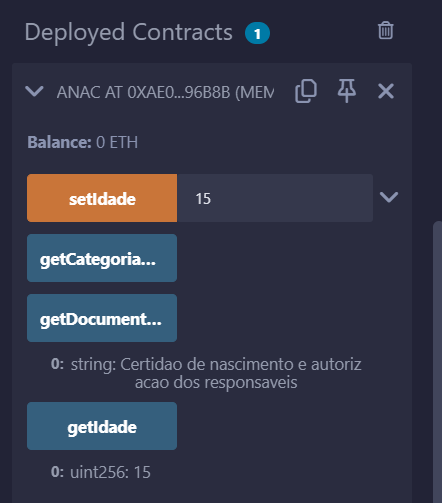 Deployed Contracts 1
ANAC AT 0XAE0...96B8B (MEM
Balance: 0 ETH
setIdade 15
getCategoria...
getDocument...
0: string: Certidao de nascimento e autoriz
acao dos responsaveis
getIdade
0: uint256: 15